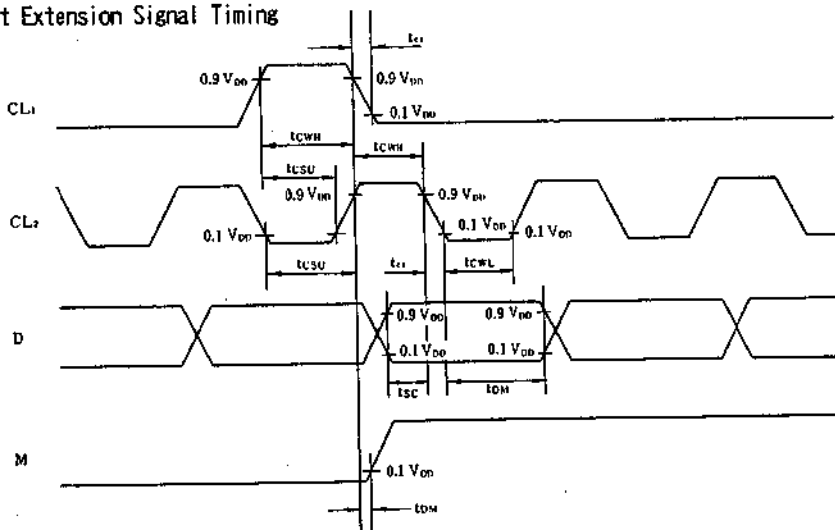 t Extension Signal Timing
tct
0.9 VDD
0.9 VDD
CL1
0.1 VDD
tCWH
tCWH
tCSU
0.9 VDD
0.9 VDD
CL2
0.1 VDD
0.1 VDD
0.1 VDD
tCSU
tct
tCWL
D
0.9 VDD
0.9 VDD
0.1 VDD
0.1 VDD
tSC
tDM
M
0.1 VDD
tDM